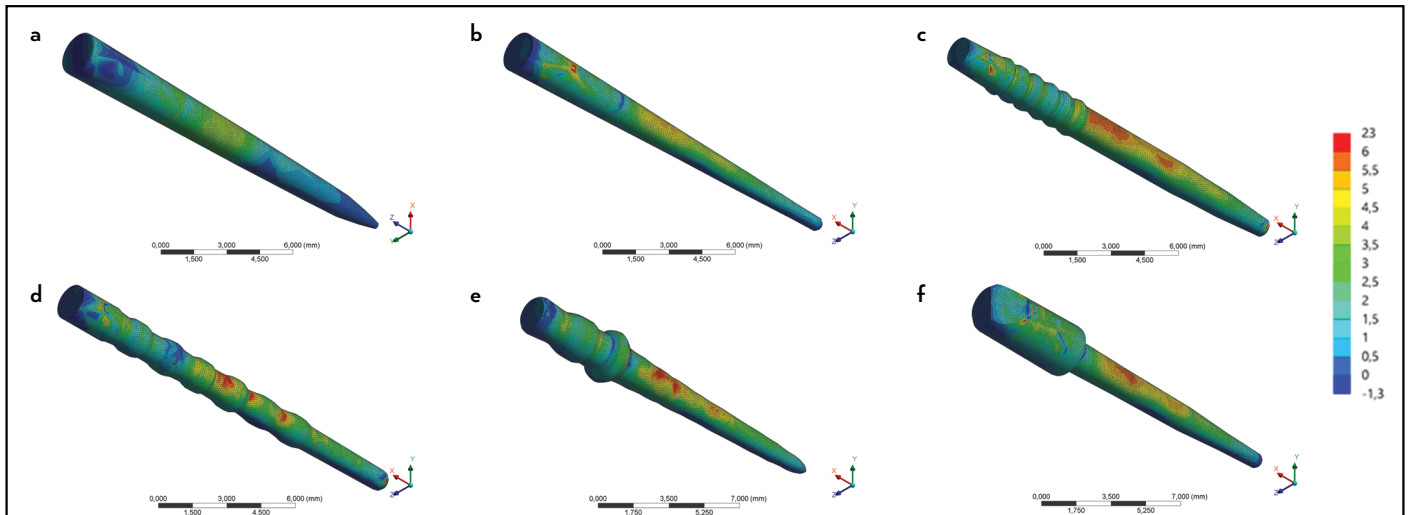 a
X
Z
Y
0,000 3,000 6,000 (mm)
1,500 4,500
b
Y
X
Z
0,000 3,000 6,000 (mm)
1,500 4,500
c
Y
X
Z
0,000 3,000 6,000 (mm)
1,500 4,500
23
6
5,5
5
4,5
4
3,5
3
2,5
2
1,5
1
0,5
0
-1,3
d
Y
X
Z
0,000 3,000 6,000 (mm)
1,500 4,500
e
Y
X
Z
0,000 3,500 7,000 (mm)
1,750 5,250
f
Y
X
Z
0,000 3,500 7,000 (mm)
1,750 5,250